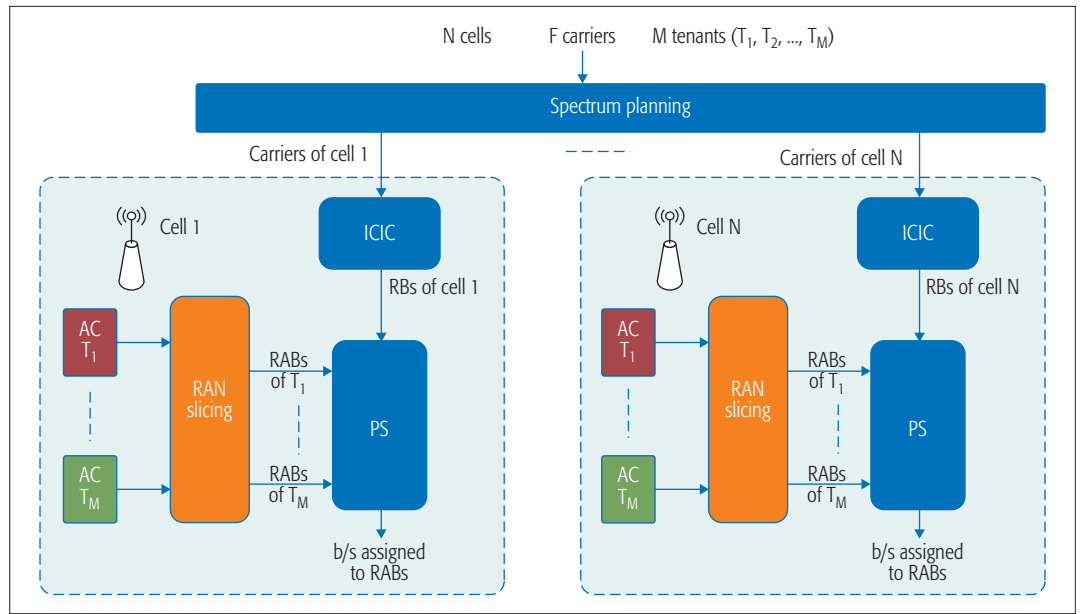 N cells F carriers M tenants (T1, T2, ..., TM)
Spectrum planning
Carriers of cell 1
Carriers of cell N
Cell 1
ICIC
RBs of cell 1
AC
T1
RAN
slicing
RABs
of T1
PS
AC
TM
RABs
of TM
b/s assigned
to RABs
Cell N
ICIC
RBs of cell N
AC
T1
RAN
slicing
RABs
of T1
PS
AC
TM
RABs
of TM
b/s assigned
to RABs